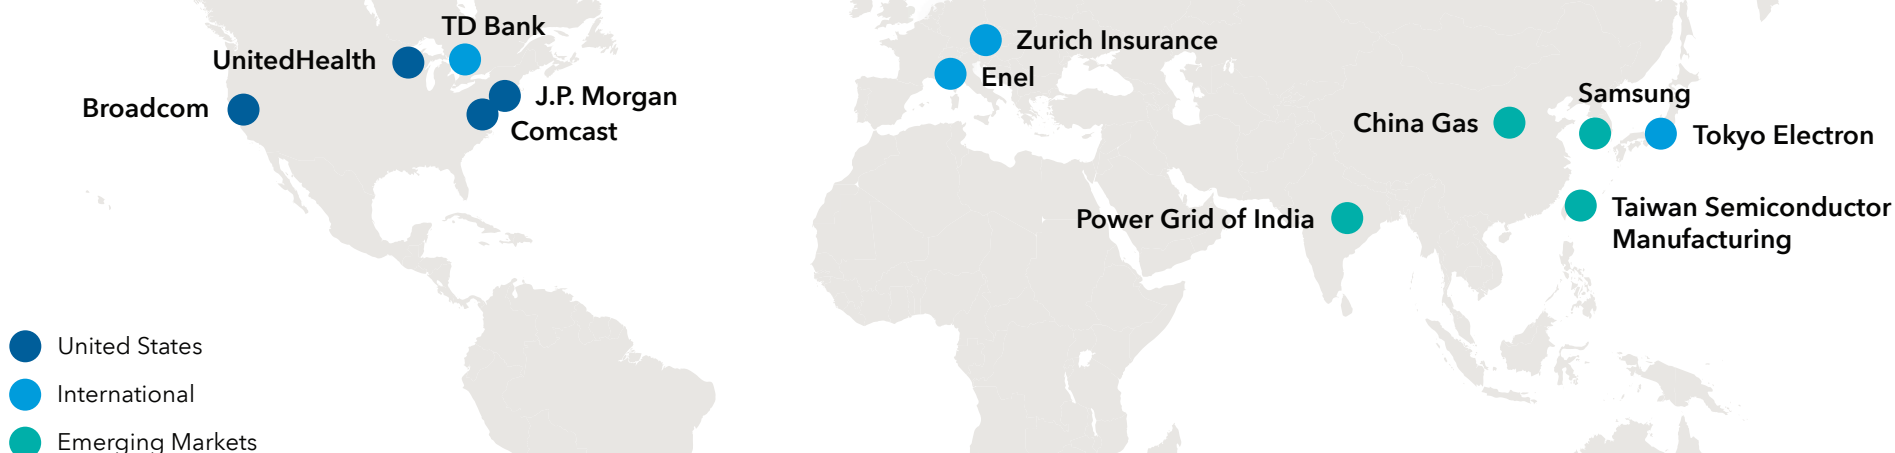 TD Bank
UnitedHealth
Broadcom
J.P. Morgan
Comcast
Zurich Insurance
Enel
Samsung
China Gas
Tokyo Electron
Power Grid of India
Taiwan Semiconductor
Manufacturing
United States
International
Emerging Markets